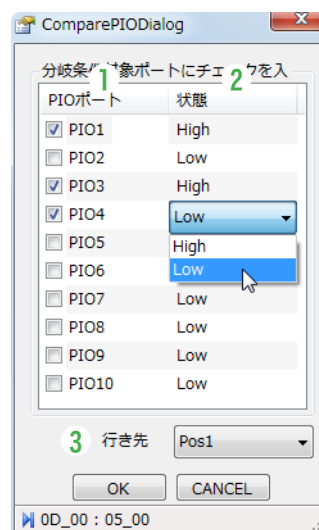 ComparePIODialog
分岐条件対象ポートにチェックを入
1 2
PIOポート 状態
PIO1 High
PIO2 Low
PIO3 High
PIO4 Low
PIO5 High
PIO6 Low
PIO7 Low
PIO8 Low
PIO9 Low
PIO10 Low
3 行き先 Pos1
OK CANCEL
0D_00 : 05_00